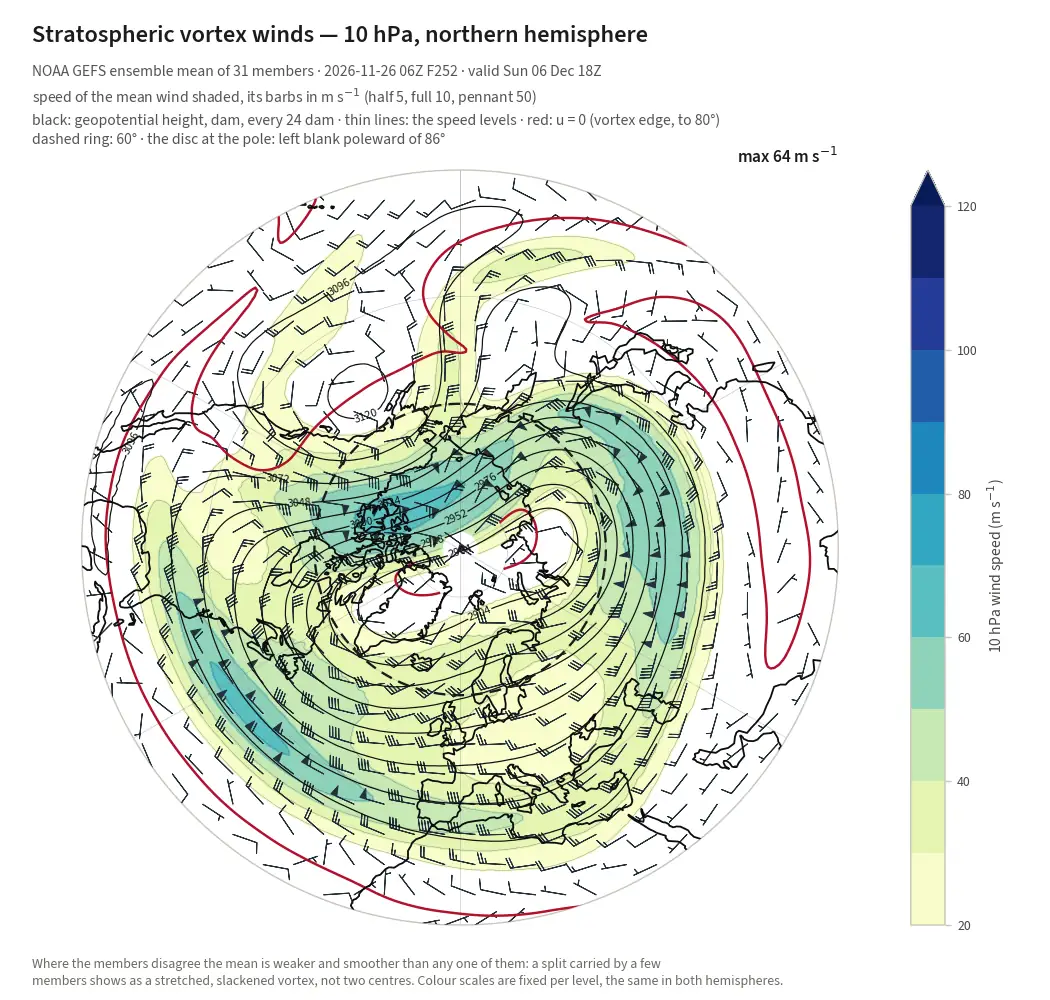 Stratospheric vortex winds — 10 hPa, northern hemisphere
NOAA GEFS ensemble mean of 31 members · 2026-11-26 06Z F252 · valid Sun 06 Dec 18Z
speed of the mean wind shaded, its barbs in m s⁻¹ (half 5, full 10, pennant 50)
black: geopotential height, dam, every 24 dam · thin lines: the speed levels · red: u = 0 (vortex edge, to 80°)
dashed ring: 60° · the disc at the pole: left blank poleward of 86°
max 64 m s⁻¹
120
100
80
60
40
20
10 hPa wind speed (m s⁻¹)
3096
3120
3096
3072
3048
2976
2952
Where the members disagree the mean is weaker and smoother than any one of them: a split carried by a few
members shows as a stretched, slackened vortex, not two centres. Colour scales are fixed per level, the same in both hemispheres.